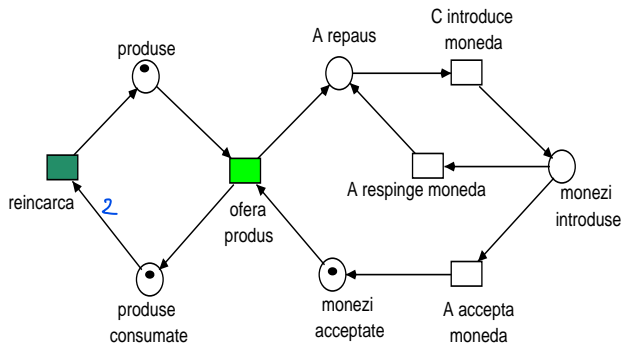 C introduce
moneda
A repaus
produse
A respinge moneda
reincarca
2
ofera
produs
monezi
introduse
produse
consumate
monezi
acceptate
A accepta
moneda